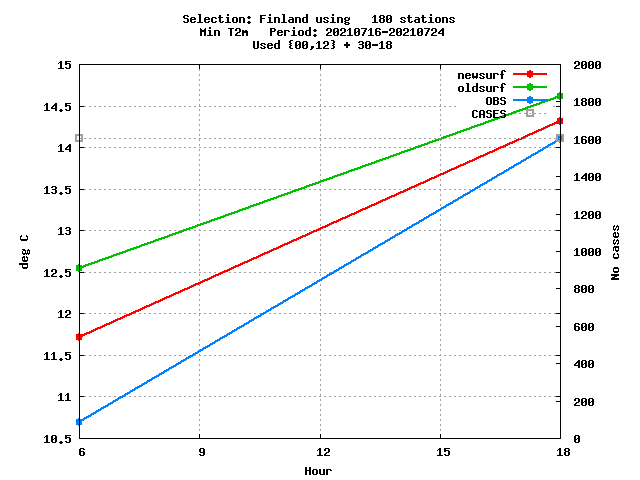 Selection: Finland using   180 stations
Min T2m   Period: 20210716-20210724
Used {00,12} + 30-18
newsurf
oldsurf
OBS
CASES
15
14.5
14
13.5
13
12.5
12
11.5
11
10.5
deg C
2000
1800
1600
1400
1200
1000
800
600
400
200
0
No cases
6 9 12 15 18
Hour